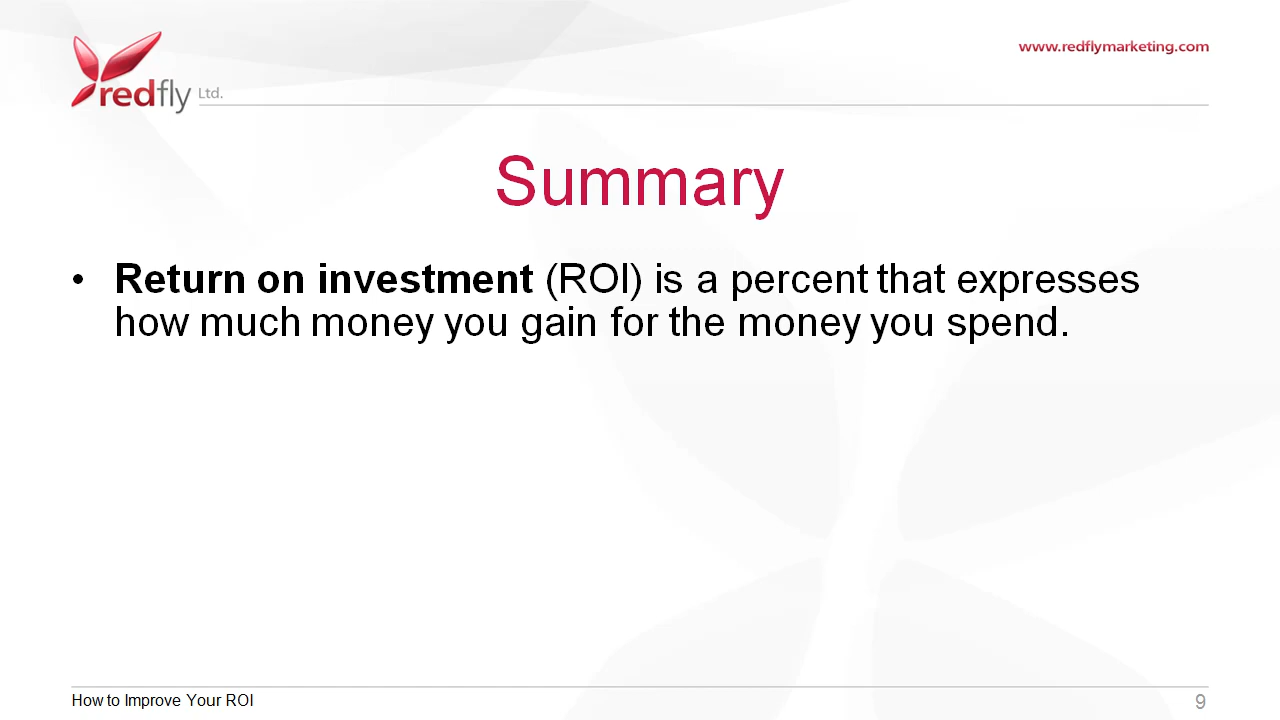 www.redflymarketing.com
redfly Ltd.
Summary
• Return on investment (ROI) is a percent that expresses
how much money you gain for the money you spend.
How to Improve Your ROI
9